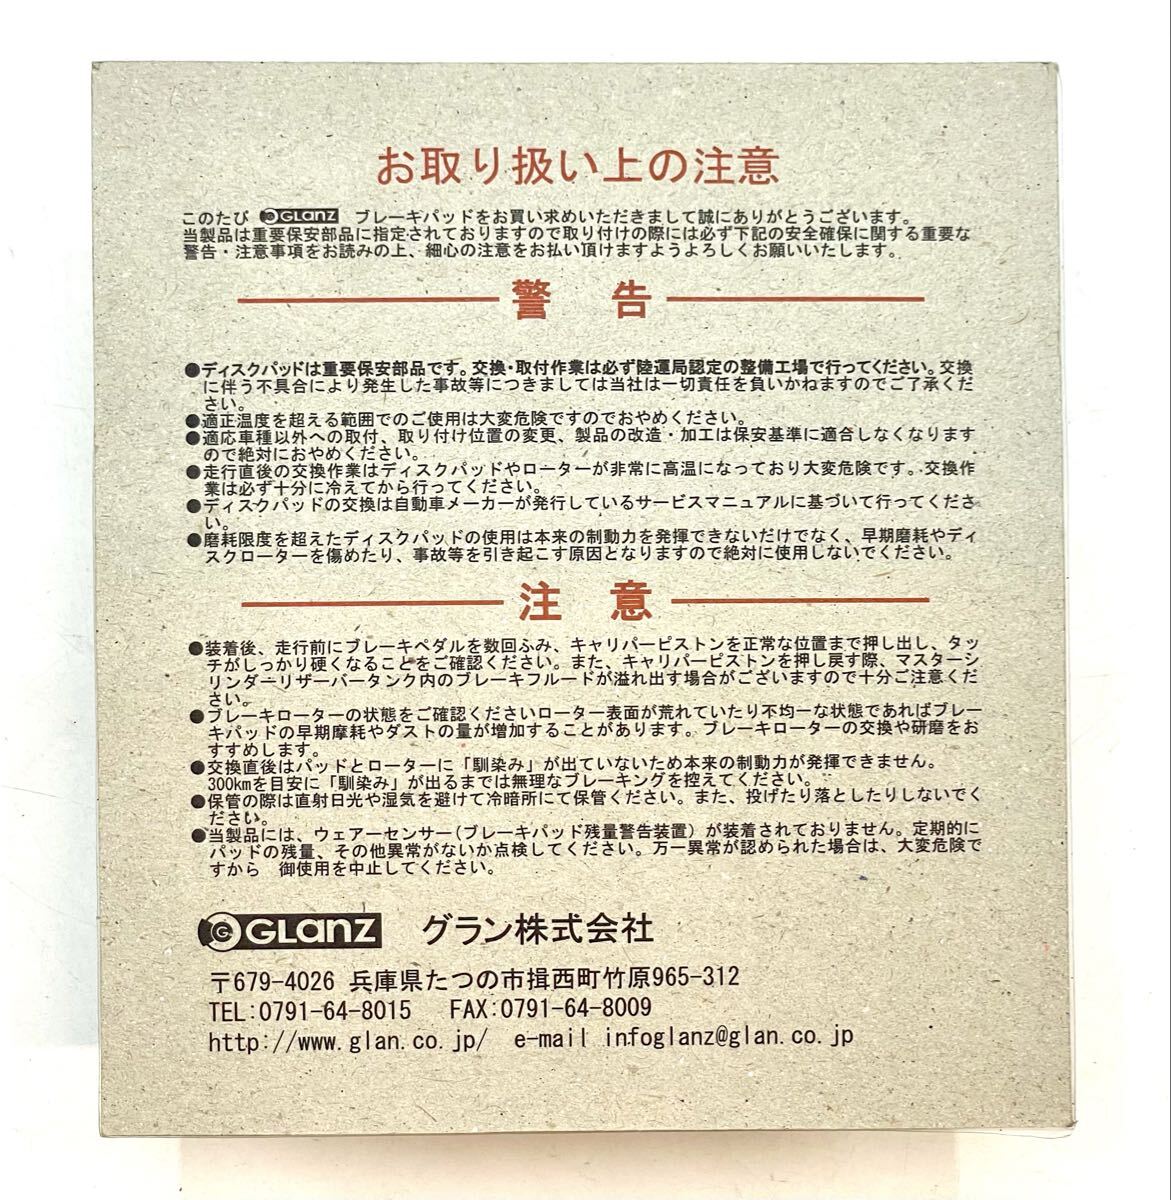 お取り扱い上の注意
このたび GLanz ブレーキパッドをお買い求めいただきまして誠にありがとうございます。
当製品は重要保安部品に指定されておりますので取り付けの際には必ず下記の安全確保に関する重要な
警告・注意事項をお読みの上、細心の注意をお払い頂けますようよろしくお願いいたします。
警 告
●ディスクパッドは重要保安部品です。交換・取付作業は必ず陸運局認定の整備工場で行ってください。交換
に伴う不具合により発生した事故等につきましては当社は一切責任を負いかねますのでご了承くだ
さい。
●適正温度を超える範囲でのご使用は大変危険ですのでおやめください。
●適応車種以外への取付、取り付け位置の変更、製品の改造・加工は保安基準に適合しなくなります
ので絶対におやめください。
●走行直後の交換作業はディスクパッドやローターが非常に高温になっており大変危険です。交換作
業は必ず十分に冷えてから行ってください。
●ディスクパッドの交換は自動車メーカーが発行しているサービスマニュアルに基づいて行ってくださ
い。
●磨耗限度を超えたディスクパッドの使用は本来の制動力を発揮できないだけでなく、早期磨耗やディ
スクローターを傷めたり、事故等を引き起こす原因となりますので絶対に使用しないでください。
注 意
●装着後、走行前にブレーキペダルを数回ふみ、キャリパーピストンを正常な位置まで押し出し、タッ
チがしっかり硬くなることをご確認ください。また、キャリパーピストンを押し戻す際、マスターシ
リンダーリザーバータンク内のブレーキフルードが溢れ出す場合がございますので十分ご注意くだ
さい。
●ブレーキローターの状態をご確認くださいローター表面が荒れていたり不均一な状態であればブレー
キパッドの早期摩耗やダストの量が増加することがあります。ブレーキローターの交換や研磨をお
すすめします。
●交換直後はパッドとローターに「馴染み」が出ていないため本来の制動力が発揮できません。
300kmを目安に「馴染み」が出るまでは無理なブレーキングを控えてください。
●保管の際は直射日光や湿気を避けて冷暗所にて保管ください。また、投げたり落としたりしないでく
ださい。
●当製品には、ウェアーセンサー(ブレーキパッド残量警告装置)が装着されておりません。定期的に
パッドの残量、その他異常がないか点検してください。万一異常が認められた場合は、大変危険で
すから 御使用を中止してください。
G GLanz グラン株式会社
〒679-4026 兵庫県たつの市揖西町竹原965-312
TEL:0791-64-8015 FAX:0791-64-8009
http://www.glan.co.jp/ e-mail infoglanz@glan.co.jp